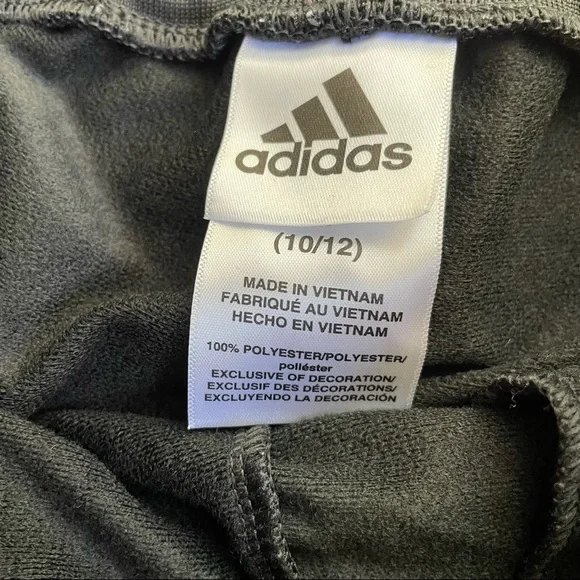 adidas
(10/12)
MADE IN VIETNAM
FABRIQUÉ AU VIETNAM
HECHO EN VIETNAM
100% POLYESTER/POLYESTER/
poliéster
EXCLUSIVE OF DECORATION/
EXCLUSIF DES DÉCORATIONS/
EXCLUYENDO LA DECORACIÓN